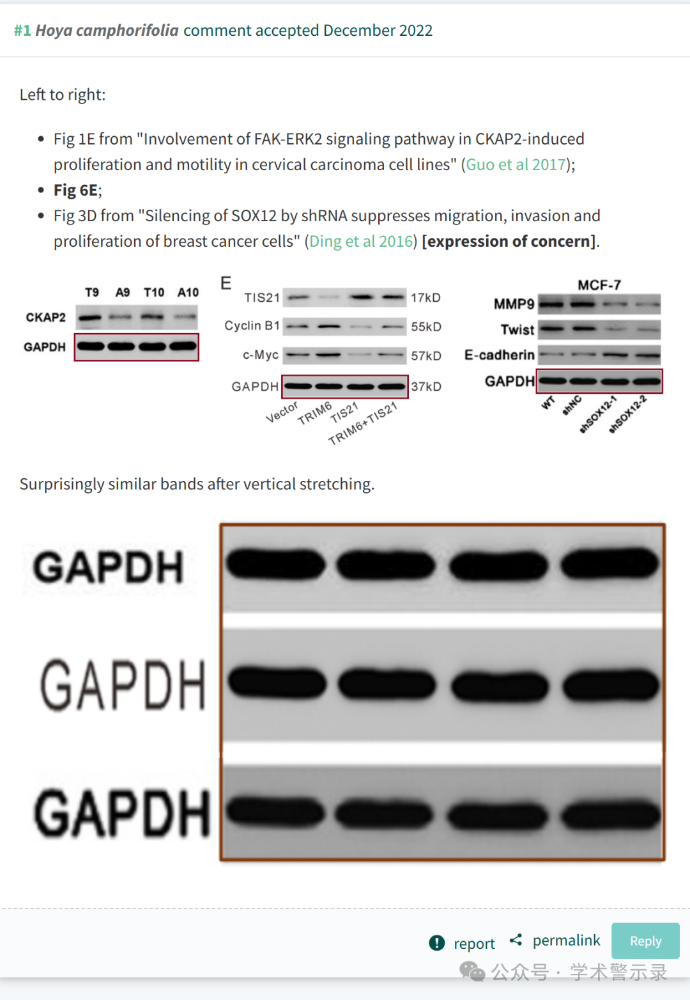 #1 Hoya camphorifolia comment accepted December 2022
Left to right:
• Fig 1E from "Involvement of FAK-ERK2 signaling pathway in CKAP2-induced
proliferation and motility in cervical carcinoma cell lines" (Guo et al 2017);
• Fig 6E;
• Fig 3D from "Silencing of SOX12 by shRNA suppresses migration, invasion and
proliferation of breast cancer cells" (Ding et al 2016) [expression of concern].
T9 A9 T10 A10
CKAP2
GAPDH
E
TIS21 17kD
Cyclin B1 55kD
c-Myc 57kD
GAPDH 37kD
Vector
TRIM6
TIS21
TRIM6+TIS21
MCF-7
MMP9
Twist
E-cadherin
GAPDH
WT
shNC
shSOX12-1
shSOX12-2
Surprisingly similar bands after vertical stretching.
GAPDH
GAPDH
GAPDH
report permalink Reply
公众号 · 学术警示录